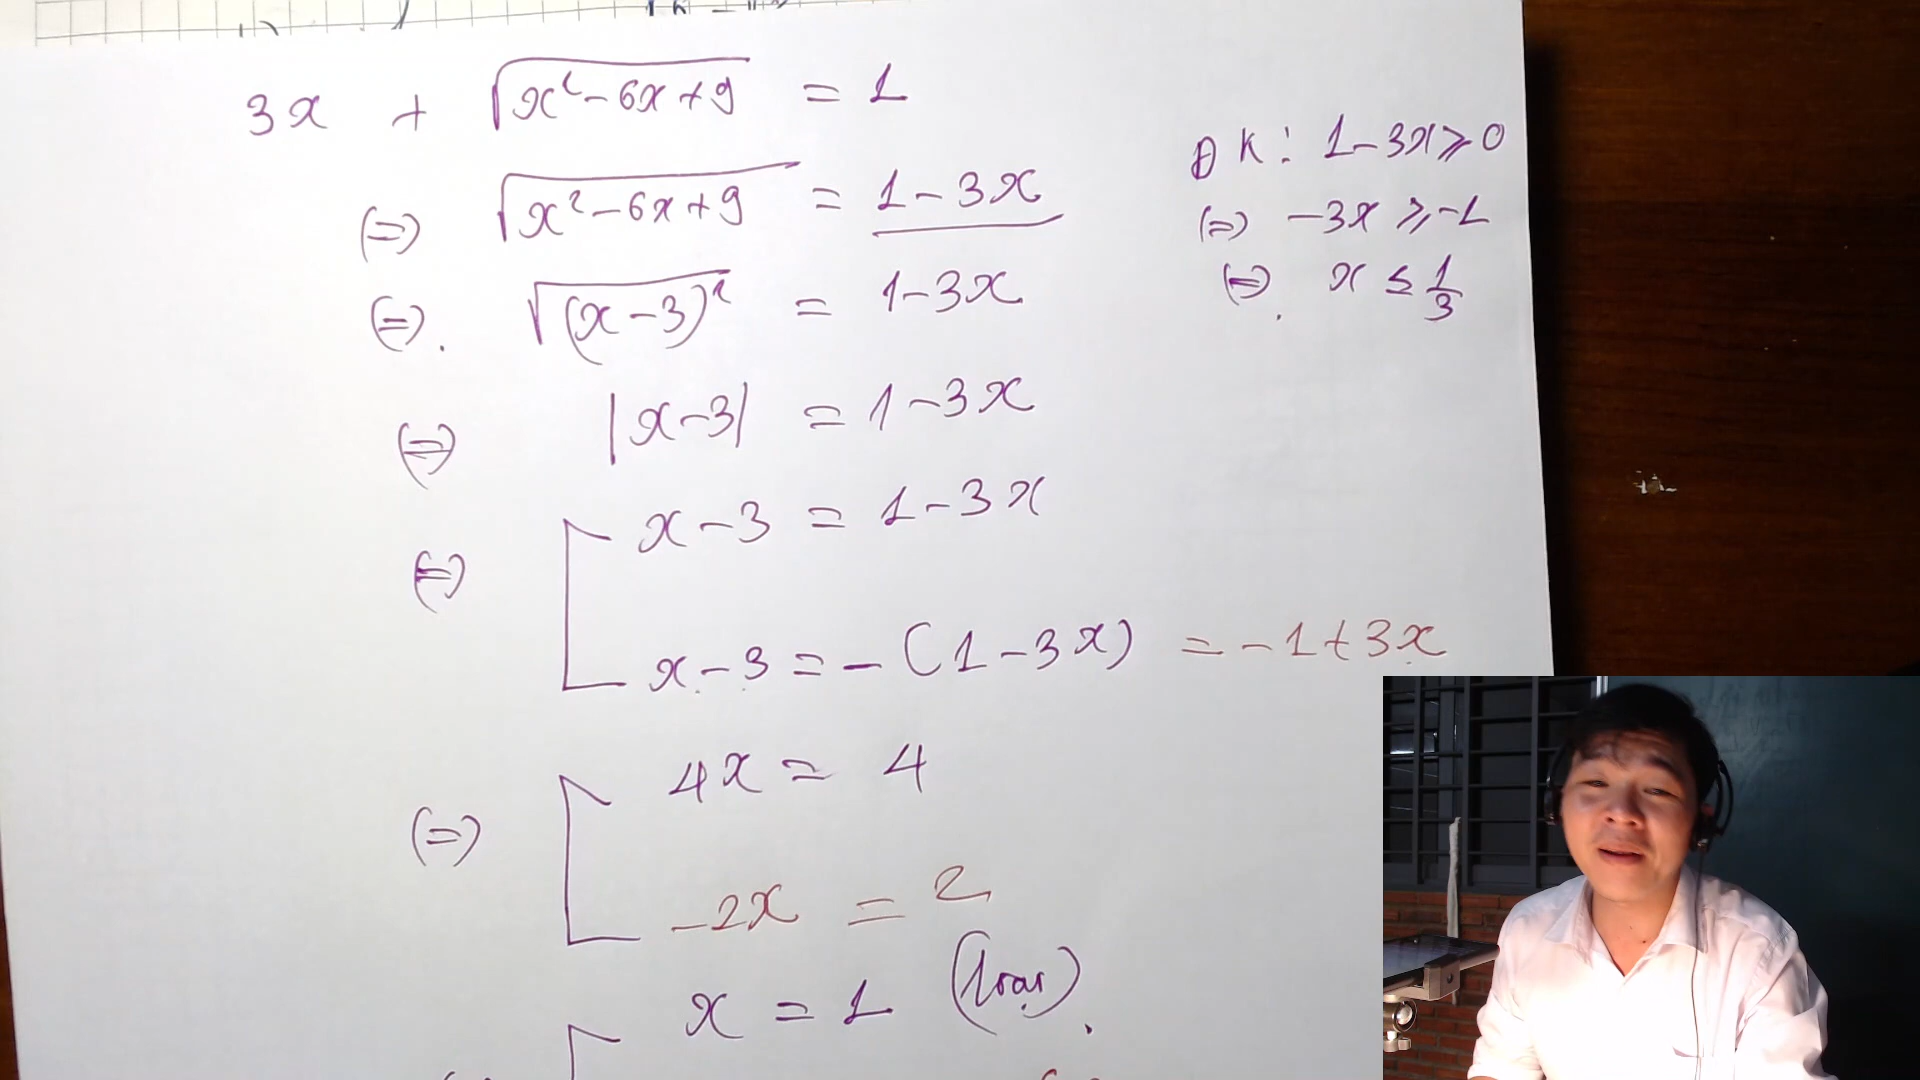 3x + √(x²-6x+9) = 1
(=) √(x²-6x+9) = 1-3x
(=) √((x-3)²) = 1-3x
(=) |x-3| = 1-3x
(=) [ x-3 = 1-3x
x-3 = -(1-3x) = -1+3x
(=) [ 4x = 4
-2x = 2
[ x = 1 (loại).
ĐK: 1-3x ⩾ 0
(=) -3x ⩾ -1
(=) x ≤ 1/3